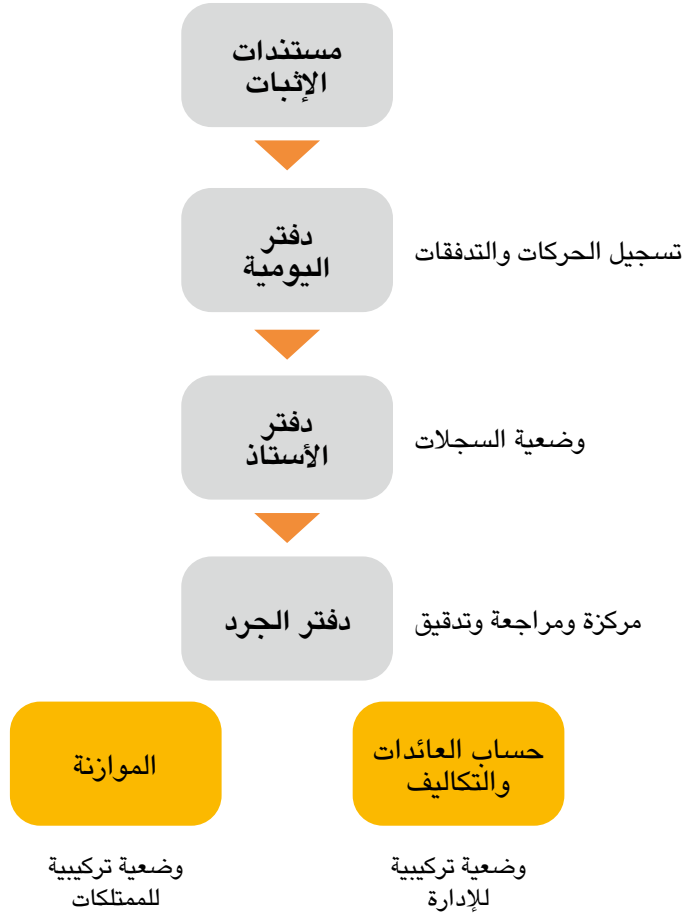 مستندات
الإثبات
دفتر
اليومية
تسجيل الحركات والتدفقات
دفتر
الأستاذ
وضعية السجلات
دفتر الجرد
مركزة ومراجعة وتدقيق
حساب العائدات
والتكاليف
الموازنة
وضعية تركيبية
للإدارة
وضعية تركيبية
للممتلكات